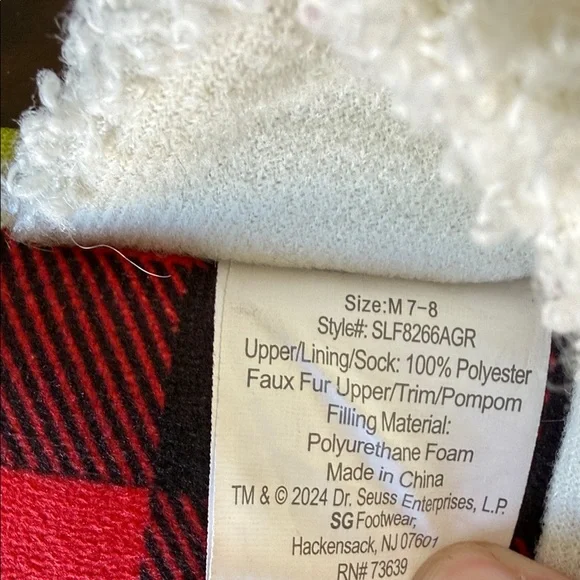 Size:M 7-8
Style#: SLF8266AGR
Upper/Lining/Sock: 100% Polyester
Faux Fur Upper/Trim/Pompom
Filling Material:
Polyurethane Foam
Made in China
TM & © 2024 Dr. Seuss Enterprises, L.P.
SG Footwear,
Hackensack, NJ 07601
RN# 73639